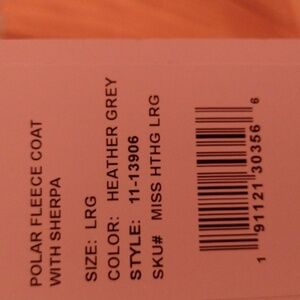 POLAR FLEECE COAT
WITH SHERPA
SIZE: LRG
COLOR: HEATHER GREY
STYLE: 11-13906
SKU# MISS HTHG LRG
1 91121 30356 6